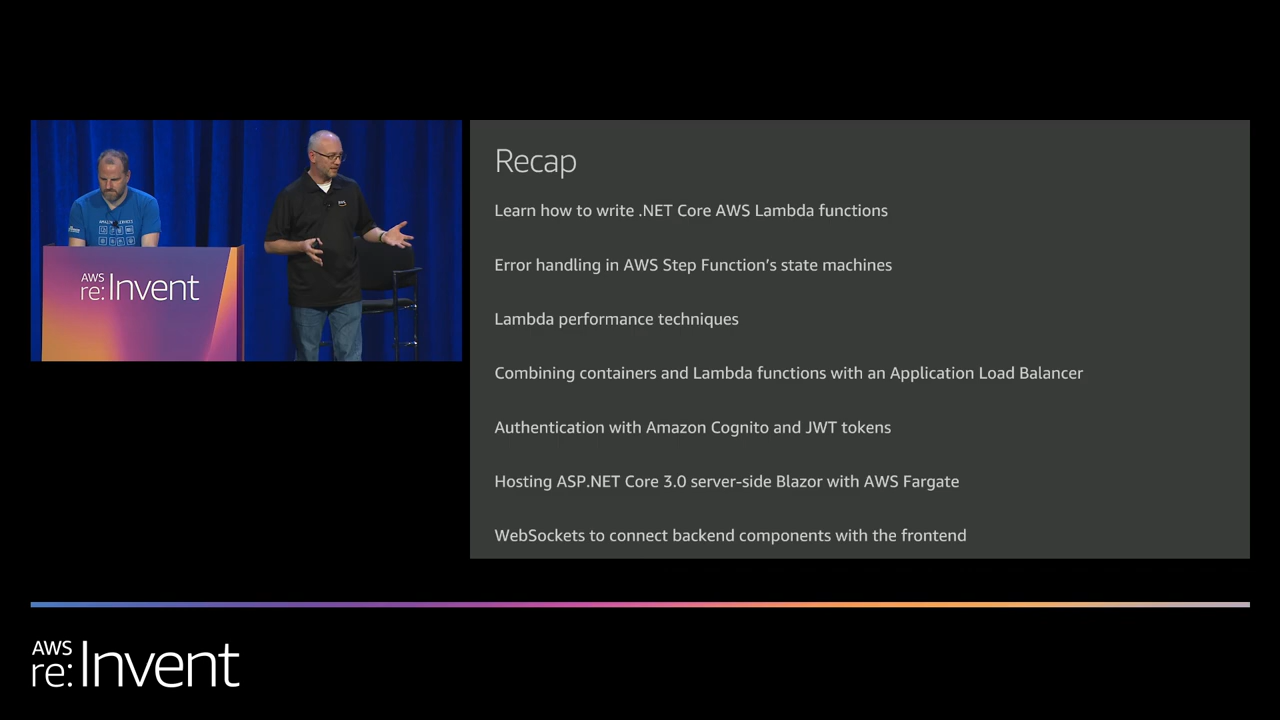 AWS
re:Invent
Recap
Learn how to write .NET Core AWS Lambda functions
Error handling in AWS Step Function's state machines
Lambda performance techniques
Combining containers and Lambda functions with an Application Load Balancer
Authentication with Amazon Cognito and JWT tokens
Hosting ASP.NET Core 3.0 server-side Blazor with AWS Fargate
WebSockets to connect backend components with the frontend
AWS
re:Invent